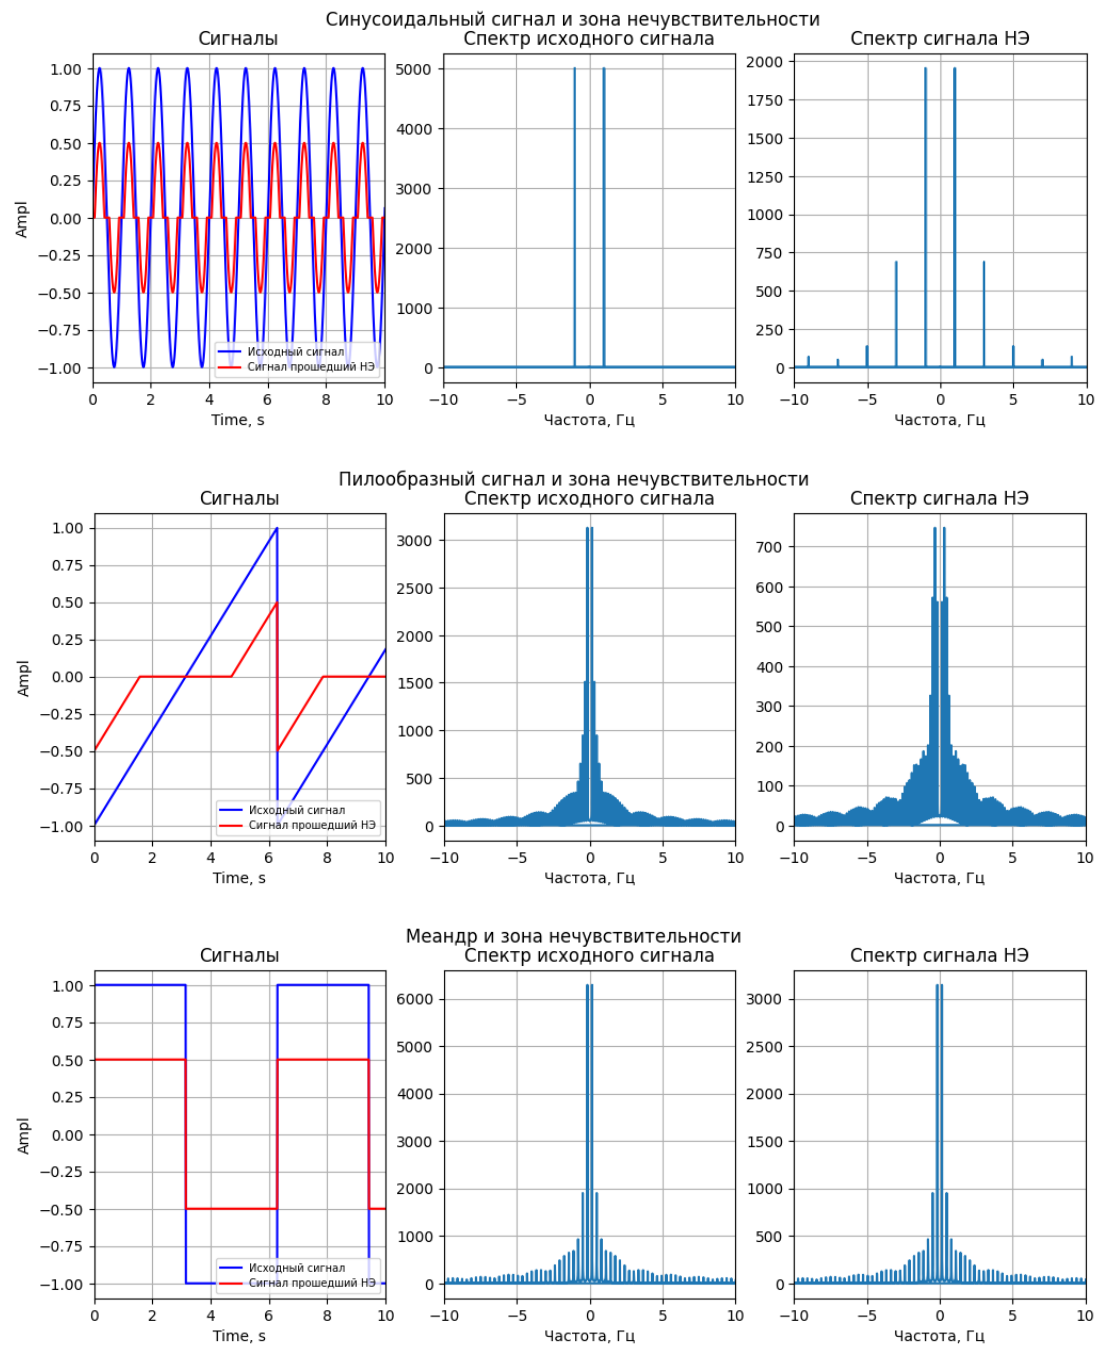 Синусоидальный сигнал и зона нечувствительности
Сигналы
Спектр исходного сигнала
Спектр сигнала НЭ
1.00
0.75
0.50
0.25
0.00
−0.25
−0.50
−0.75
−1.00
Ampl
Исходный сигнал
Сигнал прошедший НЭ
0 2 4 6 8 10
Time, s
5000
4000
3000
2000
1000
0
−10 −5 0 5 10
Частота, Гц
2000
1750
1500
1250
1000
750
500
250
0
−10 −5 0 5 10
Частота, Гц
Пилообразный сигнал и зона нечувствительности
Сигналы
Спектр исходного сигнала
Спектр сигнала НЭ
1.00
0.75
0.50
0.25
0.00
−0.25
−0.50
−0.75
−1.00
Ampl
Исходный сигнал
Сигнал прошедший НЭ
0 2 4 6 8 10
Time, s
3000
2500
2000
1500
1000
500
0
−10 −5 0 5 10
Частота, Гц
700
600
500
400
300
200
100
0
−10 −5 0 5 10
Частота, Гц
Меандр и зона нечувствительности
Сигналы
Спектр исходного сигнала
Спектр сигнала НЭ
1.00
0.75
0.50
0.25
0.00
−0.25
−0.50
−0.75
−1.00
Ampl
Исходный сигнал
Сигнал прошедший НЭ
0 2 4 6 8 10
Time, s
6000
5000
4000
3000
2000
1000
0
−10 −5 0 5 10
Частота, Гц
3000
2500
2000
1500
1000
500
0
−10 −5 0 5 10
Частота, Гц